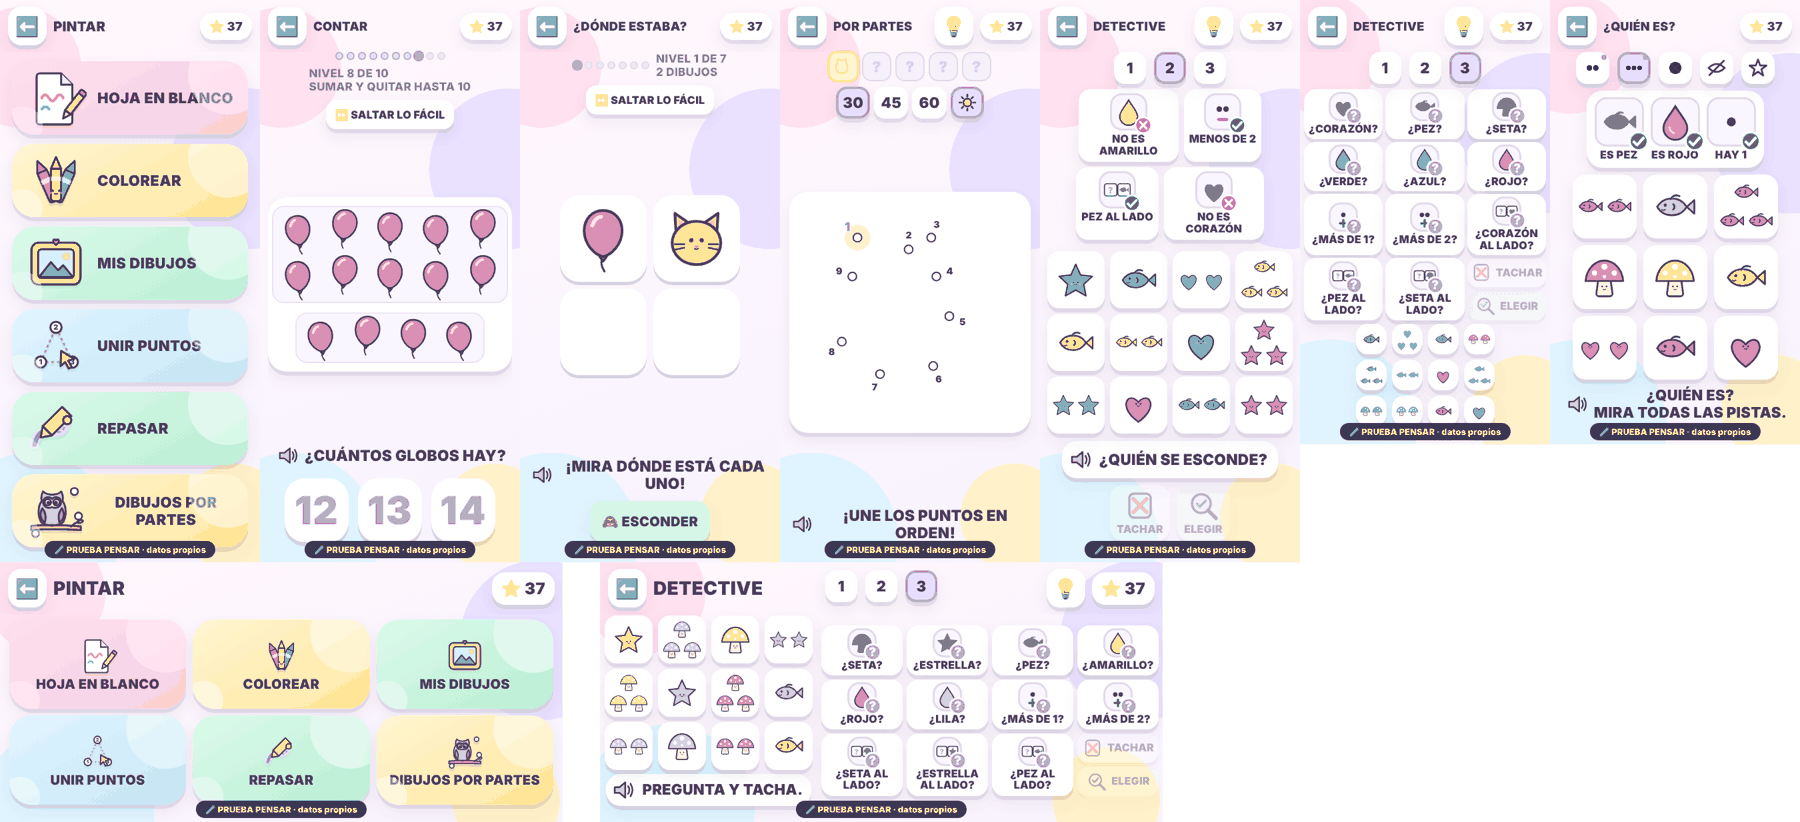 PINTAR
37
HOJA EN BLANCO
COLOREAR
MIS DIBUJOS
2
1
3
UNIR PUNTOS
REPASAR
DIBUJOS POR
PARTES
PRUEBA PENSAR · datos propios
CONTAR
37
NIVEL 8 DE 10
SUMAR Y QUITAR HASTA 10
SALTAR LO FÁCIL
¿CUÁNTOS GLOBOS HAY?
12 13 14
PRUEBA PENSAR · datos propios
¿DÓNDE ESTABA?
37
NIVEL 1 DE 7
2 DIBUJOS
SALTAR LO FÁCIL
¡MIRA DÓNDE ESTÁ CADA
UNO!
ESCONDER
PRUEBA PENSAR · datos propios
POR PARTES
37
? ? ? ?
30 45 60
1
2
3
9
4
5
8
6
7
¡UNE LOS PUNTOS EN
ORDEN!
PRUEBA PENSAR · datos propios
DETECTIVE
37
1 2 3
NO ES
AMARILLO
MENOS DE 2
PEZ AL LADO
NO ES
CORAZÓN
¿QUIÉN SE ESCONDE?
TACHAR
ELEGIR
PRUEBA PENSAR · datos propios
DETECTIVE
37
1 2 3
¿CORAZÓN?
¿PEZ?
¿SETA?
¿VERDE?
¿AZUL?
¿ROJO?
¿MÁS DE 1?
¿MÁS DE 2?
¿CORAZÓN
AL LADO?
¿PEZ AL
LADO?
¿SETA AL
LADO?
TACHAR
ELEGIR
PRUEBA PENSAR · datos propios
¿QUIÉN ES?
37
ES PEZ
ES ROJO
HAY 1
¿QUIÉN ES?
MIRA TODAS LAS PISTAS.
PRUEBA PENSAR · datos propios
PINTAR
37
HOJA EN BLANCO
COLOREAR
MIS DIBUJOS
UNIR PUNTOS
REPASAR
DIBUJOS POR PARTES
PRUEBA PENSAR · datos propios
DETECTIVE
1 2 3
37
¿SETA?
¿ESTRELLA?
¿PEZ?
¿AMARILLO?
¿ROJO?
¿LILA?
¿MÁS DE 1?
¿MÁS DE 2?
¿SETA AL
LADO?
¿ESTRELLA
AL LADO?
¿PEZ AL
LADO?
TACHAR
ELEGIR
PREGUNTA Y TACHA.
PRUEBA PENSAR · datos propios